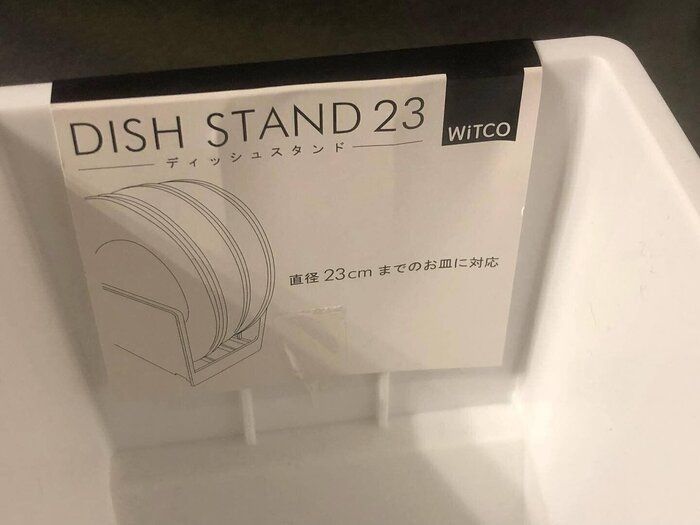 DISH STAND 23
WiTCO
ディッシュスタンド
直径 23cm までのお皿に対応